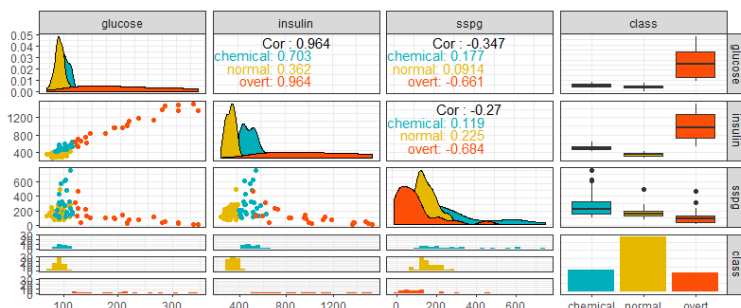 glucose insulin sspg class
0.05
0.04
0.03
0.02
0.01
0.00
Cor : 0.964
chemical: 0.703
normal: 0.362
overt: 0.964
Cor : -0.347
chemical: 0.177
normal: 0.0914
overt: -0.661
glucose
1200
800
400
Cor : -0.27
chemical: 0.119
normal: 0.225
overt: -0.684
insulin
600
400
200
0
sspg
class
100 200 300 400 800 1200 0 200 400 600 chemical normal overt